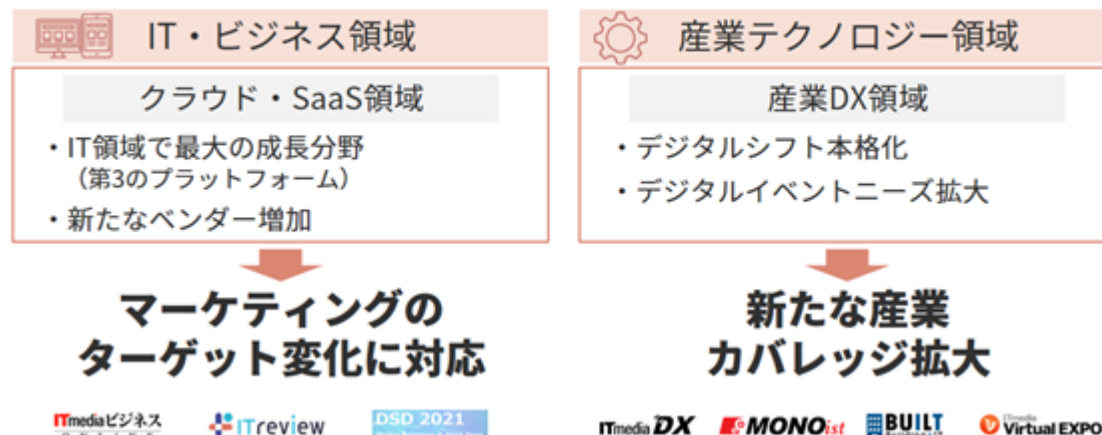 IT・ビジネス領域
クラウド・SaaS領域
・IT領域で最大の成長分野
（第3のプラットフォーム）
・新たなベンダー増加
マーケティングの
ターゲット変化に対応
ITmediaビジネス
ITreview
DSD 2021
産業テクノロジー領域
産業DX領域
・デジタルシフト本格化
・デジタルイベントニーズ拡大
新たな産業
カバレッジ拡大
ITmedia DX
MONOist
BUILT
ITmedia
Virtual EXPO